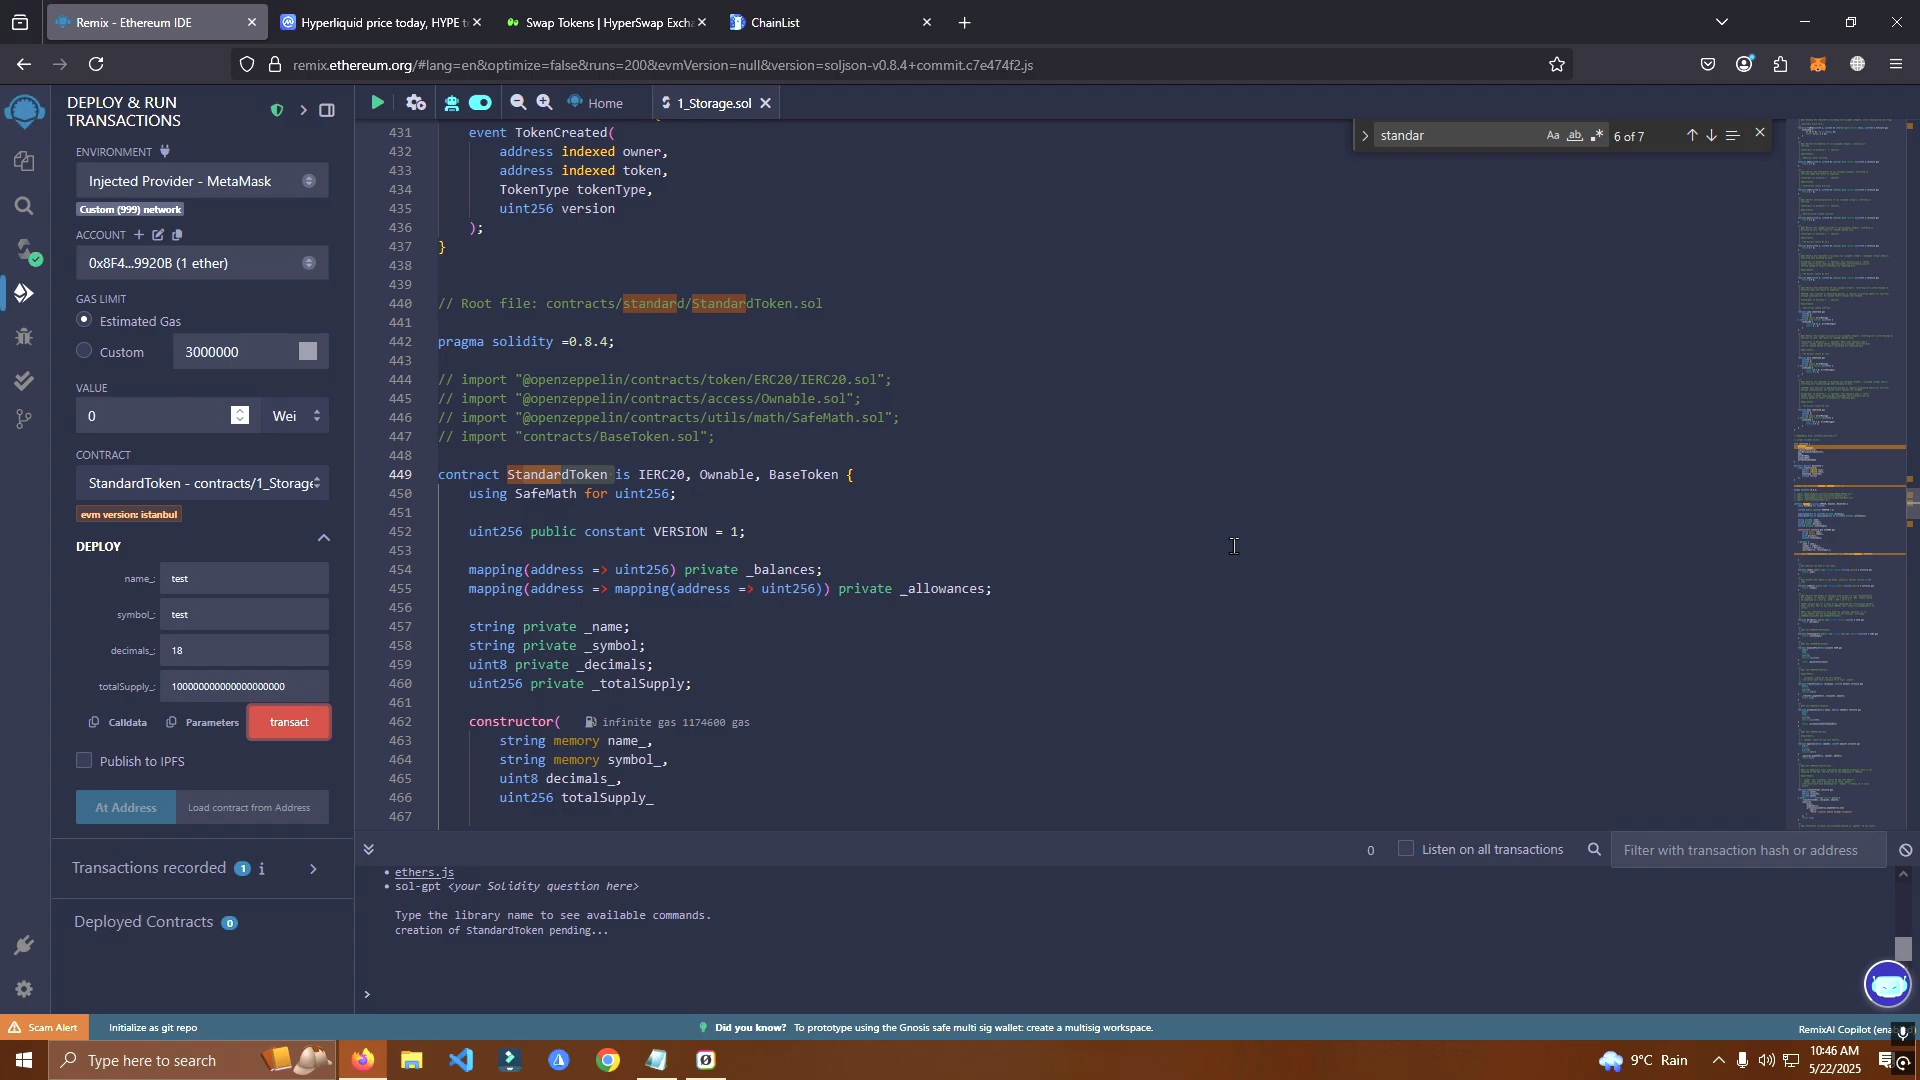 Remix - Ethereum IDE
Hyperliquid price today, HYPE to
Swap Tokens | HyperSwap Excha
ChainList
remix.ethereum.org/#lang=en&optimize=false&runs=200&evmVersion=null&version=soljson-v0.8.4+commit.c7e474f2.js
DEPLOY & RUN
TRANSACTIONS
ENVIRONMENT
Injected Provider - MetaMask
Custom (999) network
ACCOUNT
0x8F4...9920B (1 ether)
GAS LIMIT
Estimated Gas
Custom
3000000
VALUE
0
Wei
CONTRACT
StandardToken - contracts/1_Storage
evm version: istanbul
DEPLOY
name_:
test
symbol_:
test
decimals_:
18
totalSupply_:
Calldata
Parameters
transact
Publish to IPFS
At Address
Load contract from Address
Transactions recorded
1
i
Deployed Contracts
0
Home
1_Storage.sol
standar
Aa
ab
6 of 7
431 event TokenCreated(
432 address indexed owner,
433 address indexed token,
434 TokenType tokenType,
435 uint256 version
436 );
437 }
438
439
440 // Root file: contracts/standard/StandardToken.sol
441
442 pragma solidity =0.8.4;
443
444 // import "@openzeppelin/contracts/token/ERC20/IERC20.sol";
445 // import "@openzeppelin/contracts/access/Ownable.sol";
446 // import "@openzeppelin/contracts/utils/math/SafeMath.sol";
447 // import "contracts/BaseToken.sol";
448
449 contract StandardToken is IERC20, Ownable, BaseToken {
450 using SafeMath for uint256;
451
452 uint256 public constant VERSION = 1;
453
454 mapping(address => uint256) private _balances;
455 mapping(address => mapping(address => uint256)) private _allowances;
456
457 string private _name;
458 string private _symbol;
459 uint8 private _decimals;
460 uint256 private _totalSupply;
461
462 constructor( infinite gas 1174600 gas
463 string memory name_,
464 string memory symbol_,
465 uint8 decimals_,
466 uint256 totalSupply_
467
0
Listen on all transactions
Filter with transaction hash or address
• ethers.js
• sol-gpt <your Solidity question here>
Type the library name to see available commands.
creation of StandardToken pending...
>
Scam Alert
Initialize as git repo
Did you know? To prototype using the Gnosis safe multi sig wallet: create a multisig workspace.
RemixAI Copilot (enab
Type here to search
9°C Rain
10:46 AM
5/22/2025